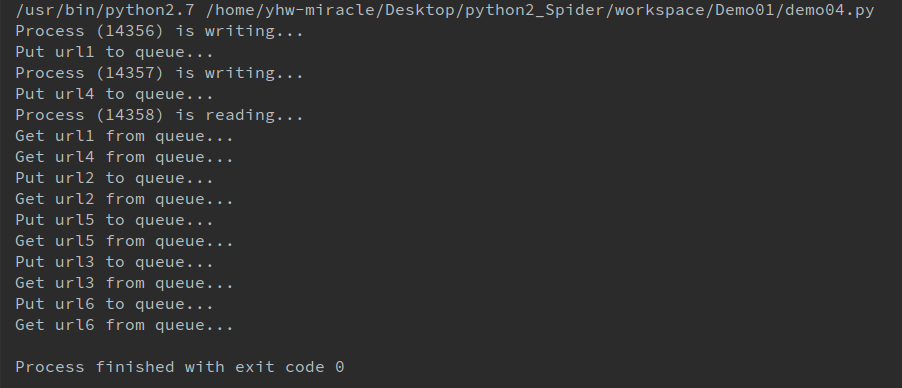 /usr/bin/python2.7 /home/yhw-miracle/Desktop/python2_Spider/workspace/Demo01/demo04.py
Process (14356) is writing...
Put url1 to queue...
Process (14357) is writing...
Put url4 to queue...
Process (14358) is reading...
Get url1 from queue...
Get url4 from queue...
Put url2 to queue...
Get url2 from queue...
Put url5 to queue...
Get url5 from queue...
Put url3 to queue...
Get url3 from queue...
Put url6 to queue...
Get url6 from queue...
Process finished with exit code 0